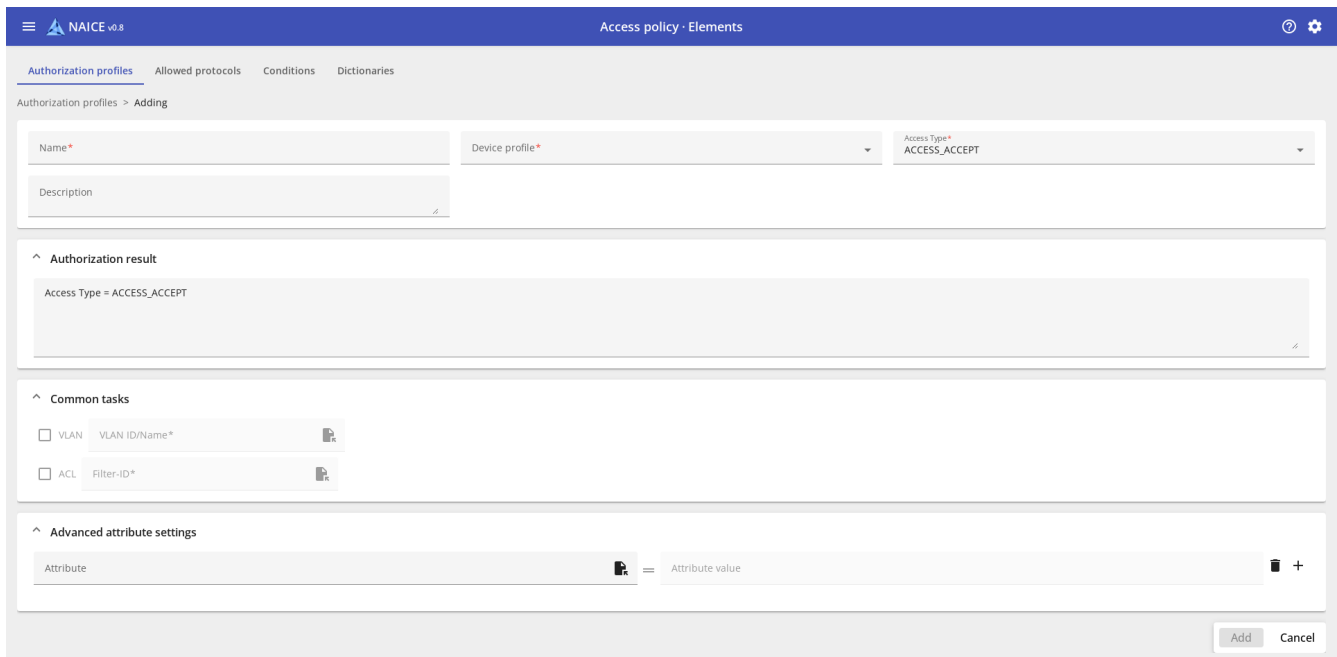 NAICE v0.8
Access policy · Elements
Authorization profiles Allowed protocols Conditions Dictionaries
Authorization profiles > Adding
Name*
Device profile*
Access Type*
ACCESS_ACCEPT
Description
Authorization result
Access Type = ACCESS_ACCEPT
Common tasks
VLAN VLAN ID/Name*
ACL Filter-ID*
Advanced attribute settings
Attribute = Attribute value
Add Cancel